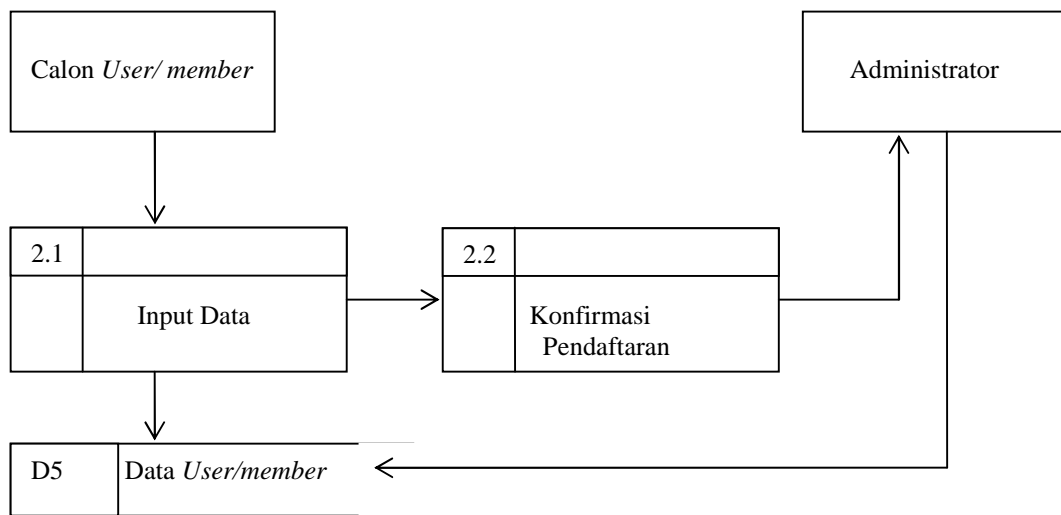 Calon User/ member
Administrator
2.1
Input Data
2.2
Konfirmasi
Pendaftaran
D5
Data User/member